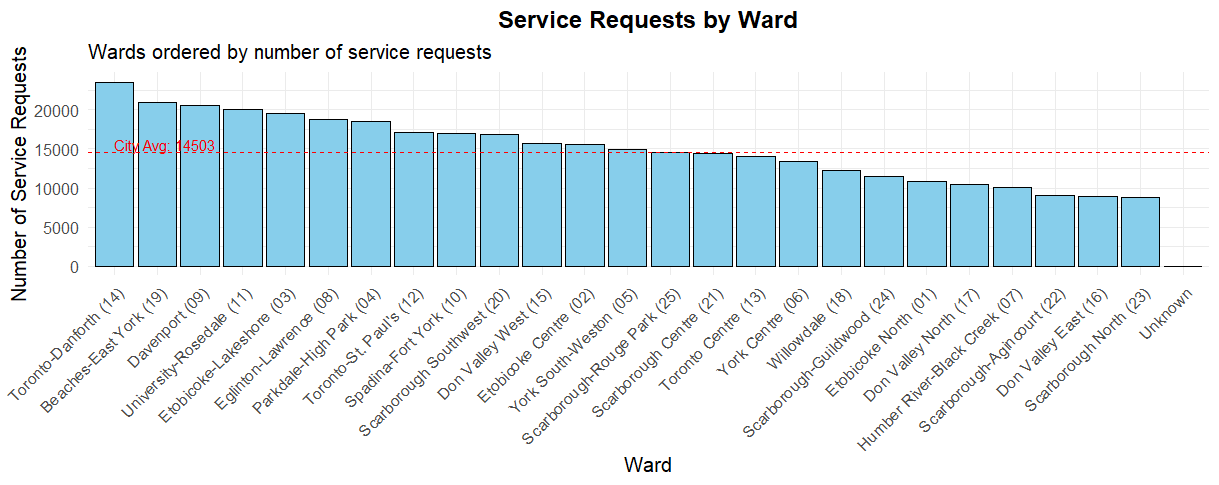 Service Requests by Ward
Wards ordered by number of service requests
Number of Service Requests
20000
15000
10000
5000
0
City Avg: 14503
Toronto-Danforth (14)
Beaches-East York (19)
Davenport (09)
University-Rosedale (11)
Etobicoke-Lakeshore (03)
Eglinton-Lawrence (08)
Parkdale-High Park (04)
Toronto-St. Paul's (12)
Spadina-Fort York (10)
Scarborough Southwest (20)
Don Valley West (15)
Etobicoke Centre (02)
York South-Weston (05)
Scarborough-Rouge Park (25)
Scarborough Centre (21)
Toronto Centre (13)
York Centre (06)
Willowdale (18)
Scarborough-Guildwood (24)
Etobicoke North (01)
Don Valley North (17)
Humber River-Black Creek (07)
Scarborough-Agincourt (22)
Don Valley East (16)
Scarborough North (23)
Unknown
Ward